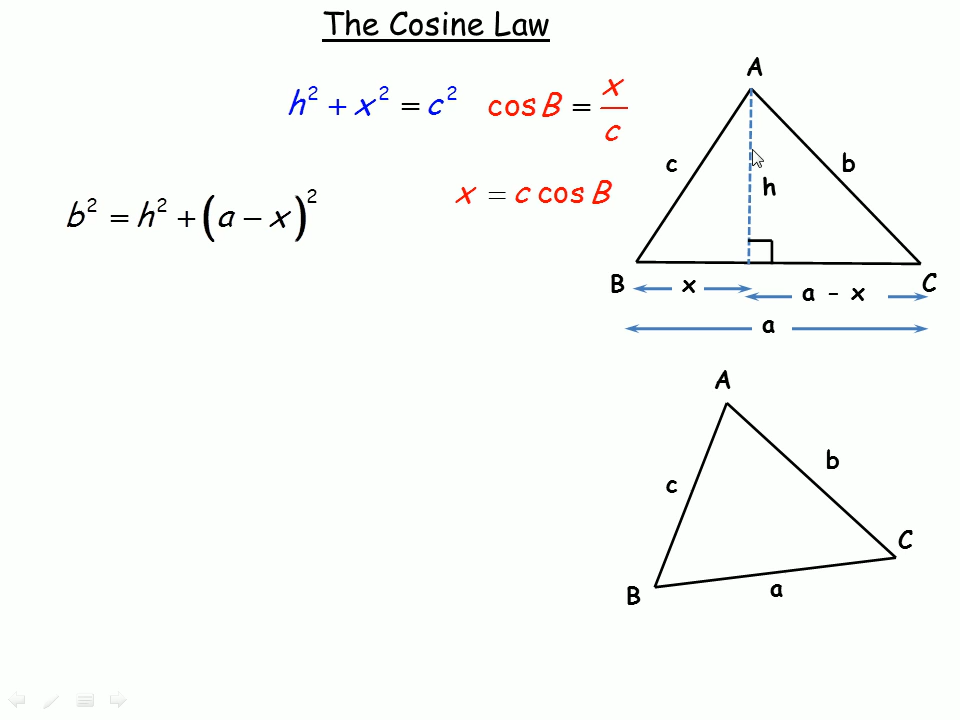 The Cosine Law
h² + x² = c²
cos B = x/c
x = c cos B
b² = h² + (a − x)²
A
c
b
h
B
x
a - x
C
a
A
b
c
C
a
B